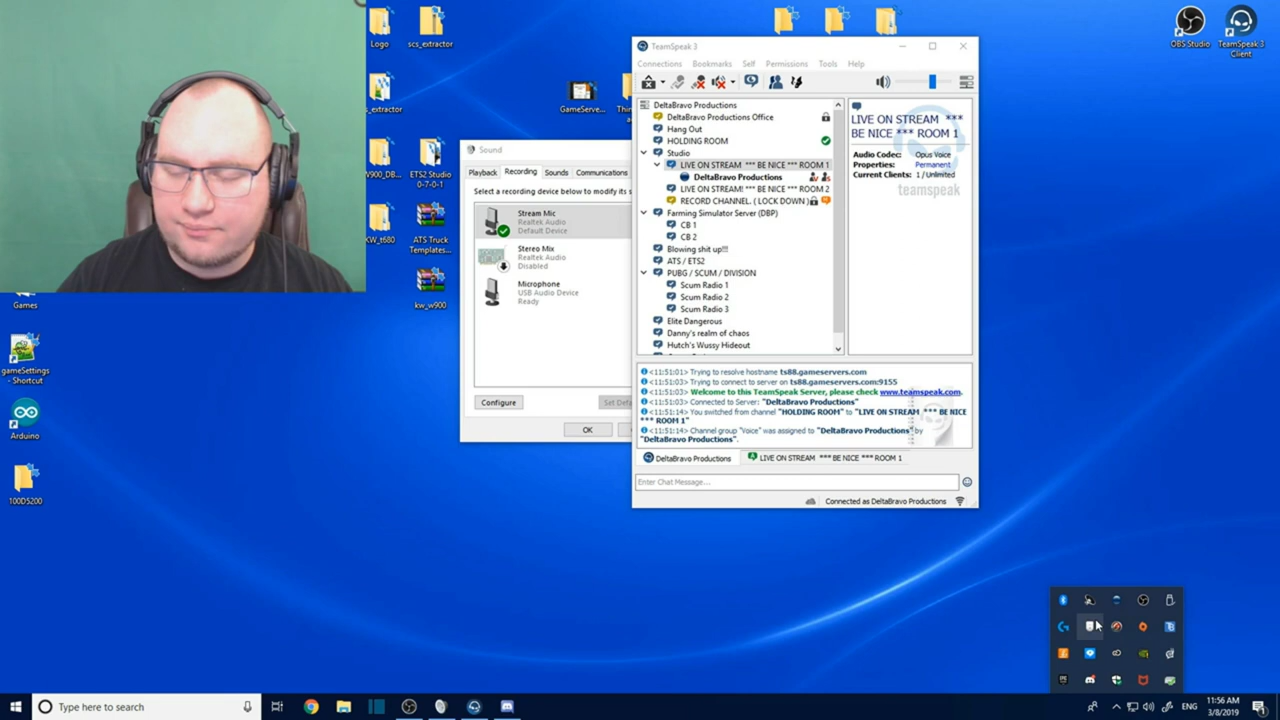 Logo
scs_extractor
s_extractor
V900_DB...
ETS2 Studio
0-7-0-1
KW_t680
ATS Truck
Templates...
kw_w900
Games
gameSettings
- Shortcut
Arduino
100D5200
GameServe...
OBS Studio
TeamSpeak 3
Client
Sound
Playback
Recording
Sounds
Communications
Select a recording device below to modify its s
Stream Mic
Realtek Audio
Default Device
Stereo Mix
Realtek Audio
Disabled
Microphone
USB Audio Device
Ready
Configure
Set Defa
OK
TeamSpeak 3
Connections Bookmarks Self Permissions Tools Help
DeltaBravo Productions
DeltaBravo Productions Office
Hang Out
HOLDING ROOM
Studio
LIVE ON STREAM *** BE NICE *** ROOM 1
DeltaBravo Productions
LIVE ON STREAM! *** BE NICE *** ROOM 2
RECORD CHANNEL. ( LOCK DOWN )
Farming Simulator Server (DBP)
CB 1
CB 2
Blowing shit up!!!
ATS / ETS2
PUBG / SCUM / DIVISION
Scum Radio 1
Scum Radio 2
Scum Radio 3
Elite Dangerous
Danny's realm of chaos
Hutch's Wussy Hideout
LIVE ON STREAM ***
BE NICE *** ROOM 1
Audio Codec: Opus Voice
Properties: Permanent
Current Clients: 1 / Unlimited
teamspeak
<11:51:01> Trying to resolve hostname ts88.gameservers.com
<11:51:03> Trying to connect to server on ts88.gameservers.com:9155
<11:51:03> Welcome to this TeamSpeak Server, please check www.teamspeak.com.
<11:51:03> Connected to Server: "DeltaBravo Productions"
<11:51:14> You switched from channel "HOLDING ROOM" to "LIVE ON STREAM *** BE NICE
*** ROOM 1"
<11:51:14> Channel group "Voice" was assigned to "DeltaBravo Productions" by
"DeltaBravo Productions".
DeltaBravo Productions
LIVE ON STREAM *** BE NICE *** ROOM 1
Enter Chat Message...
Connected as DeltaBravo Productions
Type here to search
11:56 AM
3/8/2019